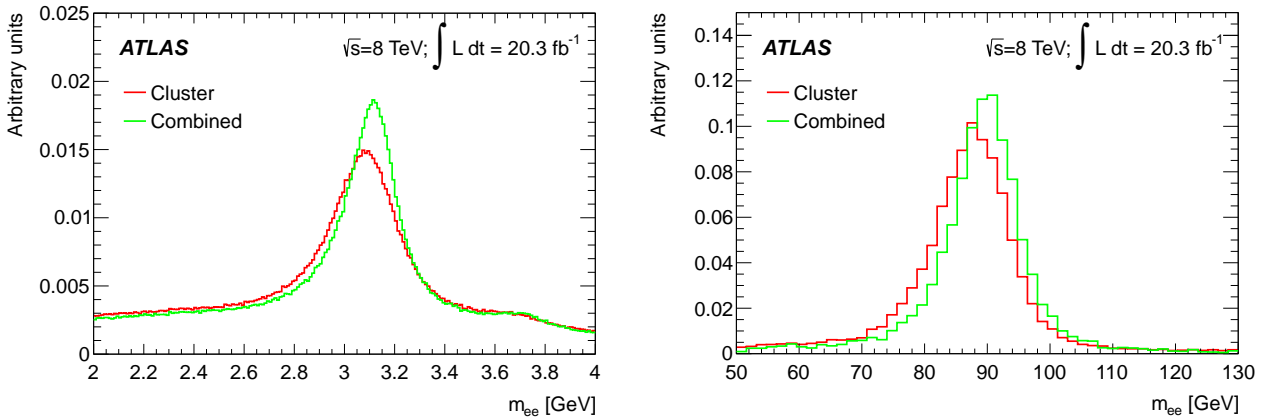 Arbitrary units
0.025
0.02
0.015
0.01
0.005
0
ATLAS
√s=8 TeV; ∫ L dt = 20.3 fb⁻¹
Cluster
Combined
2 2.2 2.4 2.6 2.8 3 3.2 3.4 3.6 3.8 4
m_ee [GeV]
Arbitrary units
0.14
0.12
0.1
0.08
0.06
0.04
0.02
0
ATLAS
√s=8 TeV; ∫ L dt = 20.3 fb⁻¹
Cluster
Combined
50 60 70 80 90 100 110 120 130
m_ee [GeV]